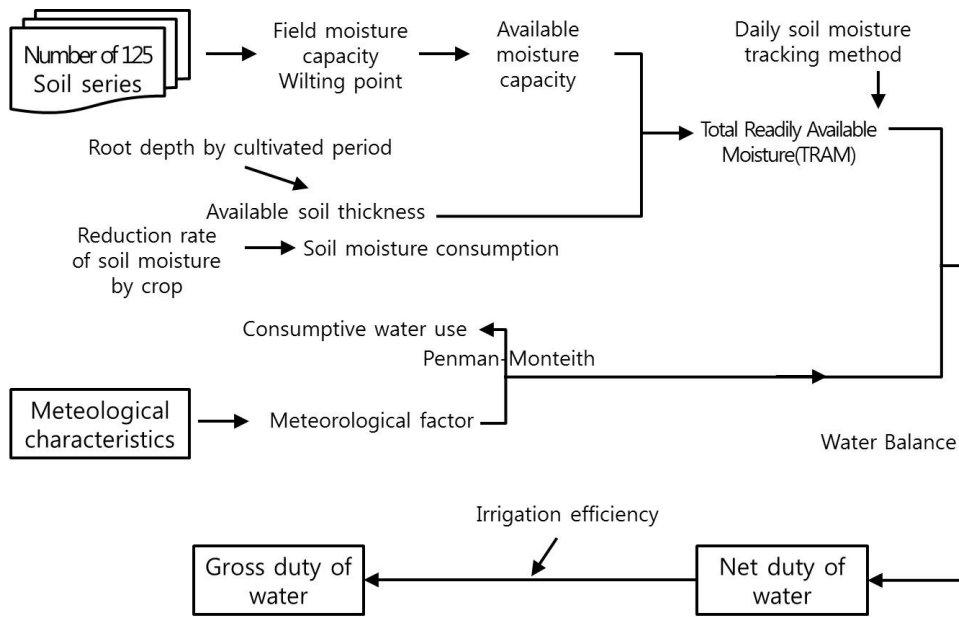 Number of 125
Soil series
Field moisture
capacity
Wilting point
Available
moisture
capacity
Daily soil moisture
tracking method
Total Readily Available
Moisture(TRAM)
Root depth by cultivated period
Available soil thickness
Reduction rate
of soil moisture
by crop
Soil moisture consumption
Consumptive water use
Penman-Monteith
Meteological
characteristics
Meteorological factor
Water Balance
Irrigation efficiency
Gross duty of
water
Net duty of
water